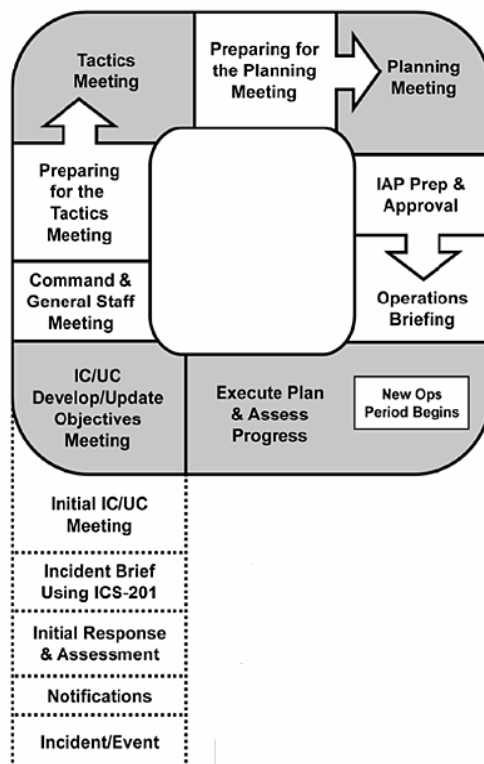 Tactics
Meeting
Preparing for
the Planning
Meeting
Planning
Meeting
Preparing
for the
Tactics
Meeting
IAP Prep &
Approval
Command &
General Staff
Meeting
Operations
Briefing
IC/UC
Develop/Update
Objectives
Meeting
Execute Plan
& Assess
Progress
New Ops
Period Begins
Initial IC/UC
Meeting
Incident Brief
Using ICS-201
Initial Response
& Assessment
Notifications
Incident/Event